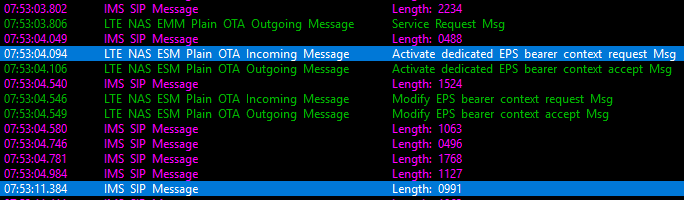 07:53:03.802 IMS SIP Message Length: 2234
07:53:03.806 LTE NAS EMM Plain OTA Outgoing Message Service Request Msg
07:53:04.049 IMS SIP Message Length: 0488
07:53:04.094 LTE NAS ESM Plain OTA Incoming Message Activate dedicated EPS bearer context request Msg
07:53:04.106 LTE NAS ESM Plain OTA Outgoing Message Activate dedicated EPS bearer context accept Msg
07:53:04.540 IMS SIP Message Length: 1524
07:53:04.546 LTE NAS ESM Plain OTA Incoming Message Modify EPS bearer context request Msg
07:53:04.549 LTE NAS ESM Plain OTA Outgoing Message Modify EPS bearer context accept Msg
07:53:04.580 IMS SIP Message Length: 1063
07:53:04.746 IMS SIP Message Length: 0496
07:53:04.781 IMS SIP Message Length: 1768
07:53:04.984 IMS SIP Message Length: 1127
07:53:11.384 IMS SIP Message Length: 0991